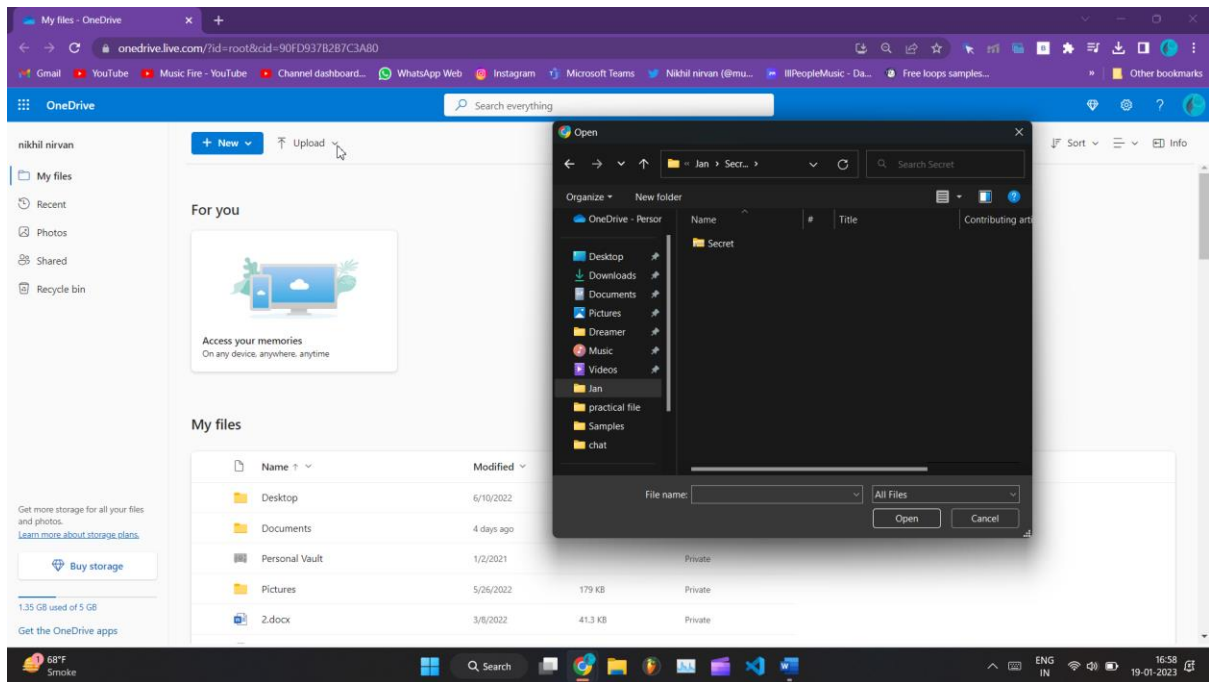 My files - OneDrive
onedrive.live.com/?id=root&cid=90FD937B2B7C3A80
Gmail YouTube Music Fire - YouTube Channel dashboard... WhatsApp Web Instagram Microsoft Teams Nikhil nirvan (@mu... IllPeopleMusic - Da... Free loops samples... » Other bookmarks
OneDrive Search everything ?
nikhil nirvan + New Upload Sort Info
My files
Recent
Photos
Shared
Recycle bin
For you
Access your memories
On any device, anywhere, anytime
My files
Name ↑ Modified
Desktop 6/10/2022
Documents 4 days ago
Personal Vault 1/2/2021 Private
Pictures 5/26/2022 179 KB Private
2.docx 3/8/2022 41.3 KB Private
Get more storage for all your files
and photos.
Learn more about storage plans.
Buy storage
1.35 GB used of 5 GB
Get the OneDrive apps
Open
« Jan › Secr... › Search Secret
Organize New folder
OneDrive - Persor Name # Title Contributing arti
Desktop
Downloads
Documents
Pictures
Dreamer
Music
Videos
Jan
practical file
Samples
chat
Secret
File name: All Files
Open Cancel
1 68°F
Smoke
Search
ENG 16:58
IN 19-01-2023